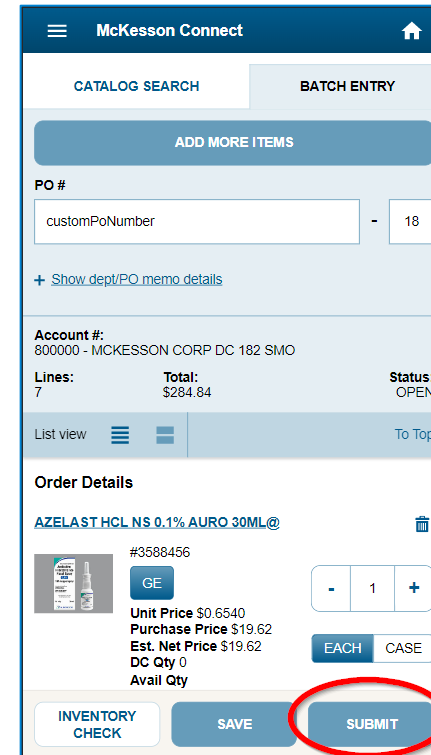 McKesson Connect
CATALOG SEARCH
BATCH ENTRY
ADD MORE ITEMS
PO #
customPoNumber - 18
+ Show dept/PO memo details
Account #:
800000 - MCKESSON CORP DC 182 SMO
Lines: Total: Status:
7 $284.84 OPEN
List view To Top
Order Details
AZELAST HCL NS 0.1% AURO 30ML@
#3588456
GE
- 1 +
Unit Price $0.6540
Purchase Price $19.62
Est. Net Price $19.62
EACH CASE
DC Qty 0
Avail Qty
INVENTORY
CHECK
SAVE
SUBMIT